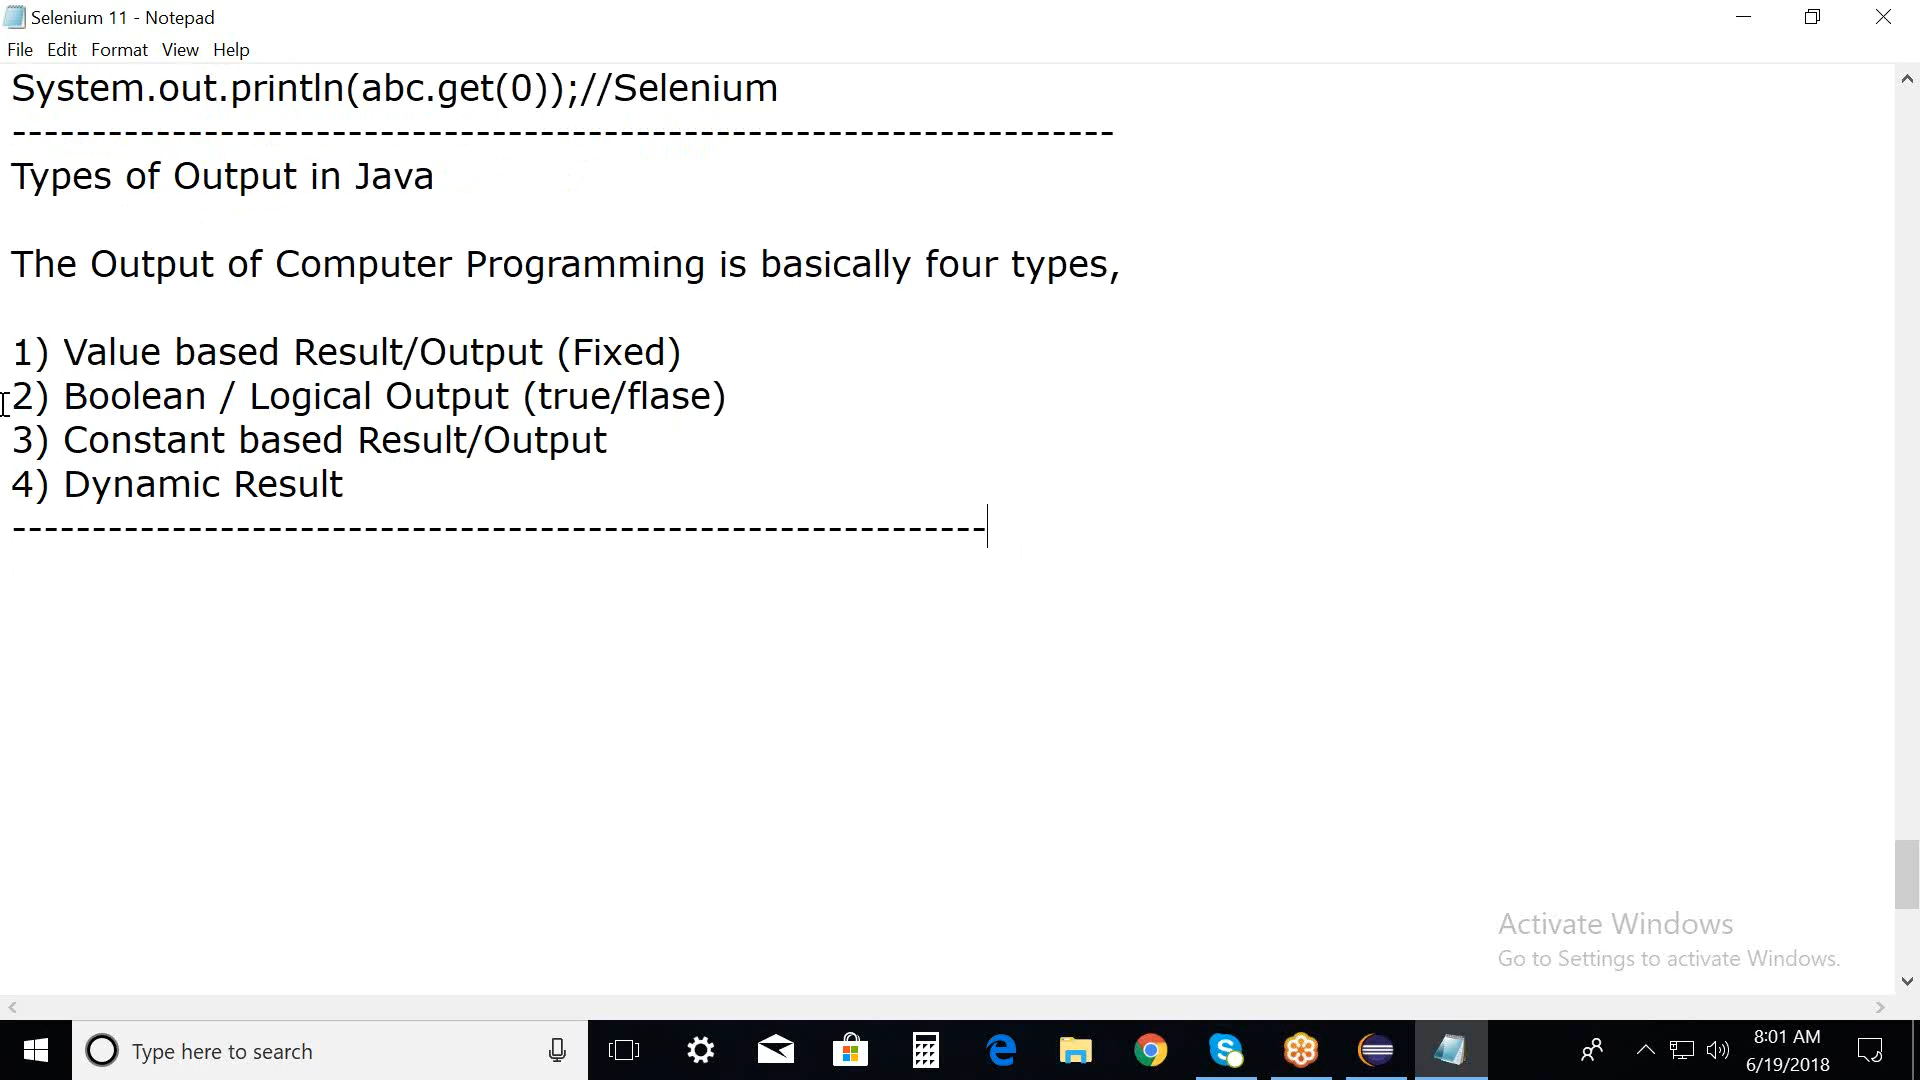 Selenium 11 - Notepad
File Edit Format View Help
System.out.println(abc.get(0));//Selenium
---------------------------------------------------------------------
Types of Output in Java
The Output of Computer Programming is basically four types,
1) Value based Result/Output (Fixed)
2) Boolean / Logical Output (true/flase)
3) Constant based Result/Output
4) Dynamic Result
-------------------------------------------------------------
Activate Windows
Go to Settings to activate Windows.
Type here to search
8:01 AM
6/19/2018